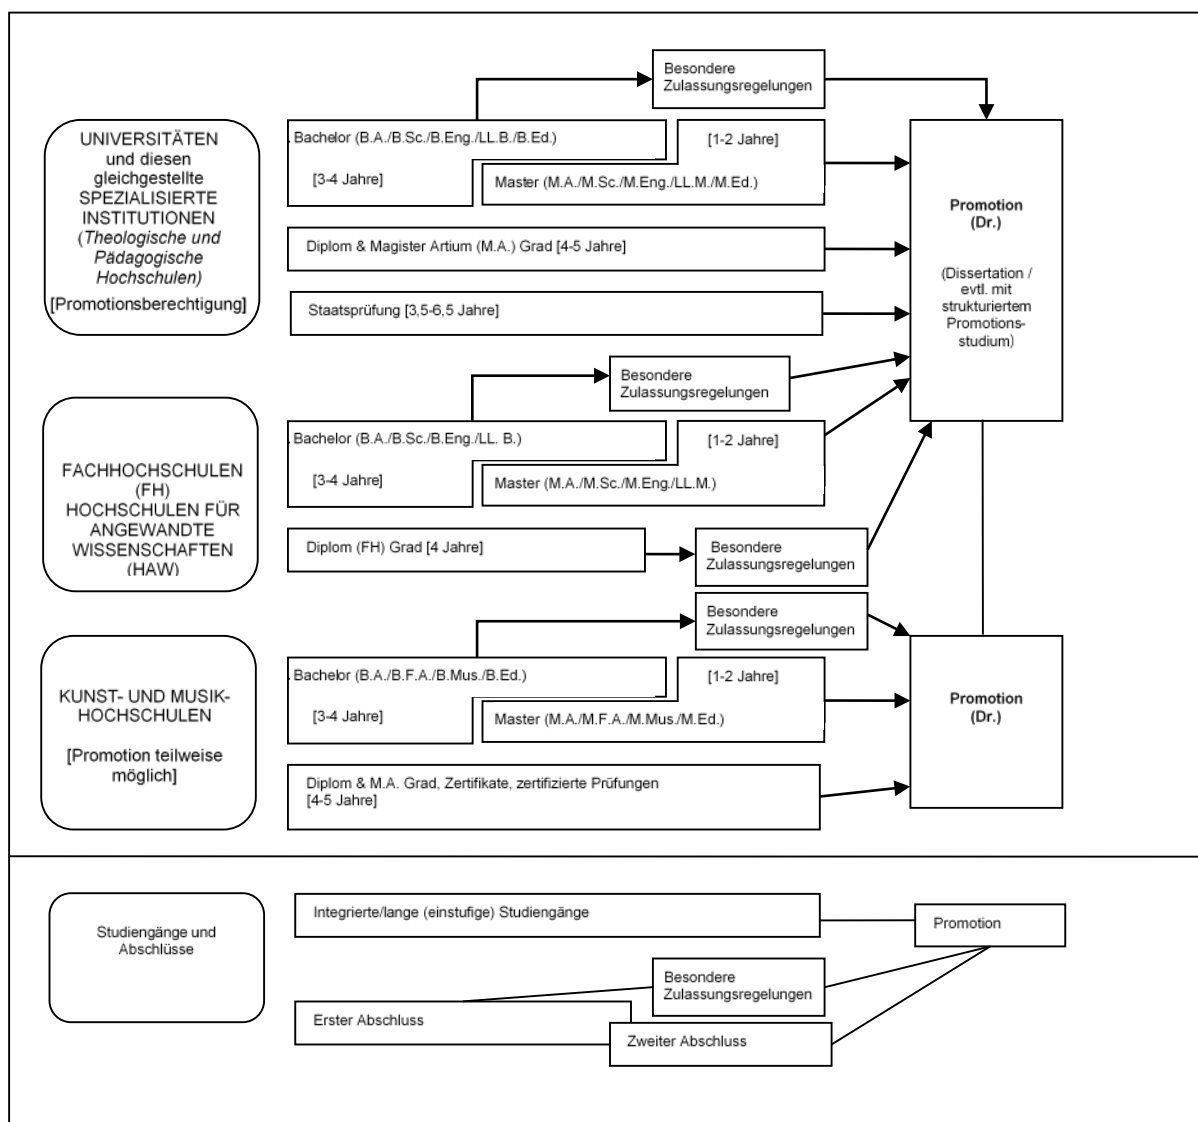 Besondere
Zulassungsregelungen
UNIVERSITÄTEN
und diesen
gleichgestellte
SPEZIALISIERTE
INSTITUTIONEN
(Theologische und
Pädagogische
Hochschulen)
[Promotionsberechtigung]
. Bachelor (B.A./B.Sc./B.Eng./LL.B./B.Ed.)
[1-2 Jahre]
[3-4 Jahre]
Master (M.A./M.Sc./M.Eng./LL.M./M.Ed.)
Diplom & Magister Artium (M.A.) Grad [4-5 Jahre]
Staatsprüfung [3,5-6,5 Jahre]
Promotion
(Dr.)
(Dissertation /
evtl. mit
strukturiertem
Promotions-
studium)
Besondere
Zulassungsregelungen
FACHHOCHSCHULEN
(FH)
HOCHSCHULEN FÜR
ANGEWANDTE
WISSENSCHAFTEN
(HAW)
. Bachelor (B.A./B.Sc./B.Eng./LL. B.)
[1-2 Jahre]
[3-4 Jahre]
Master (M.A./M.Sc./M.Eng./LL.M.)
Diplom (FH) Grad [4 Jahre]
Besondere
Zulassungsregelungen
Besondere
Zulassungsregelungen
KUNST- UND MUSIK-
HOCHSCHULEN
[Promotion teilweise
möglich]
. Bachelor (B.A./B.F.A./B.Mus./B.Ed.)
[1-2 Jahre]
[3-4 Jahre]
Master (M.A./M.F.A./M.Mus./M.Ed.)
Diplom & M.A. Grad, Zertifikate, zertifizierte Prüfungen
[4-5 Jahre]
Promotion
(Dr.)
Studiengänge und
Abschlüsse
Integrierte/lange (einstufige) Studiengänge
Promotion
Besondere
Zulassungsregelungen
Erster Abschluss
Zweiter Abschluss